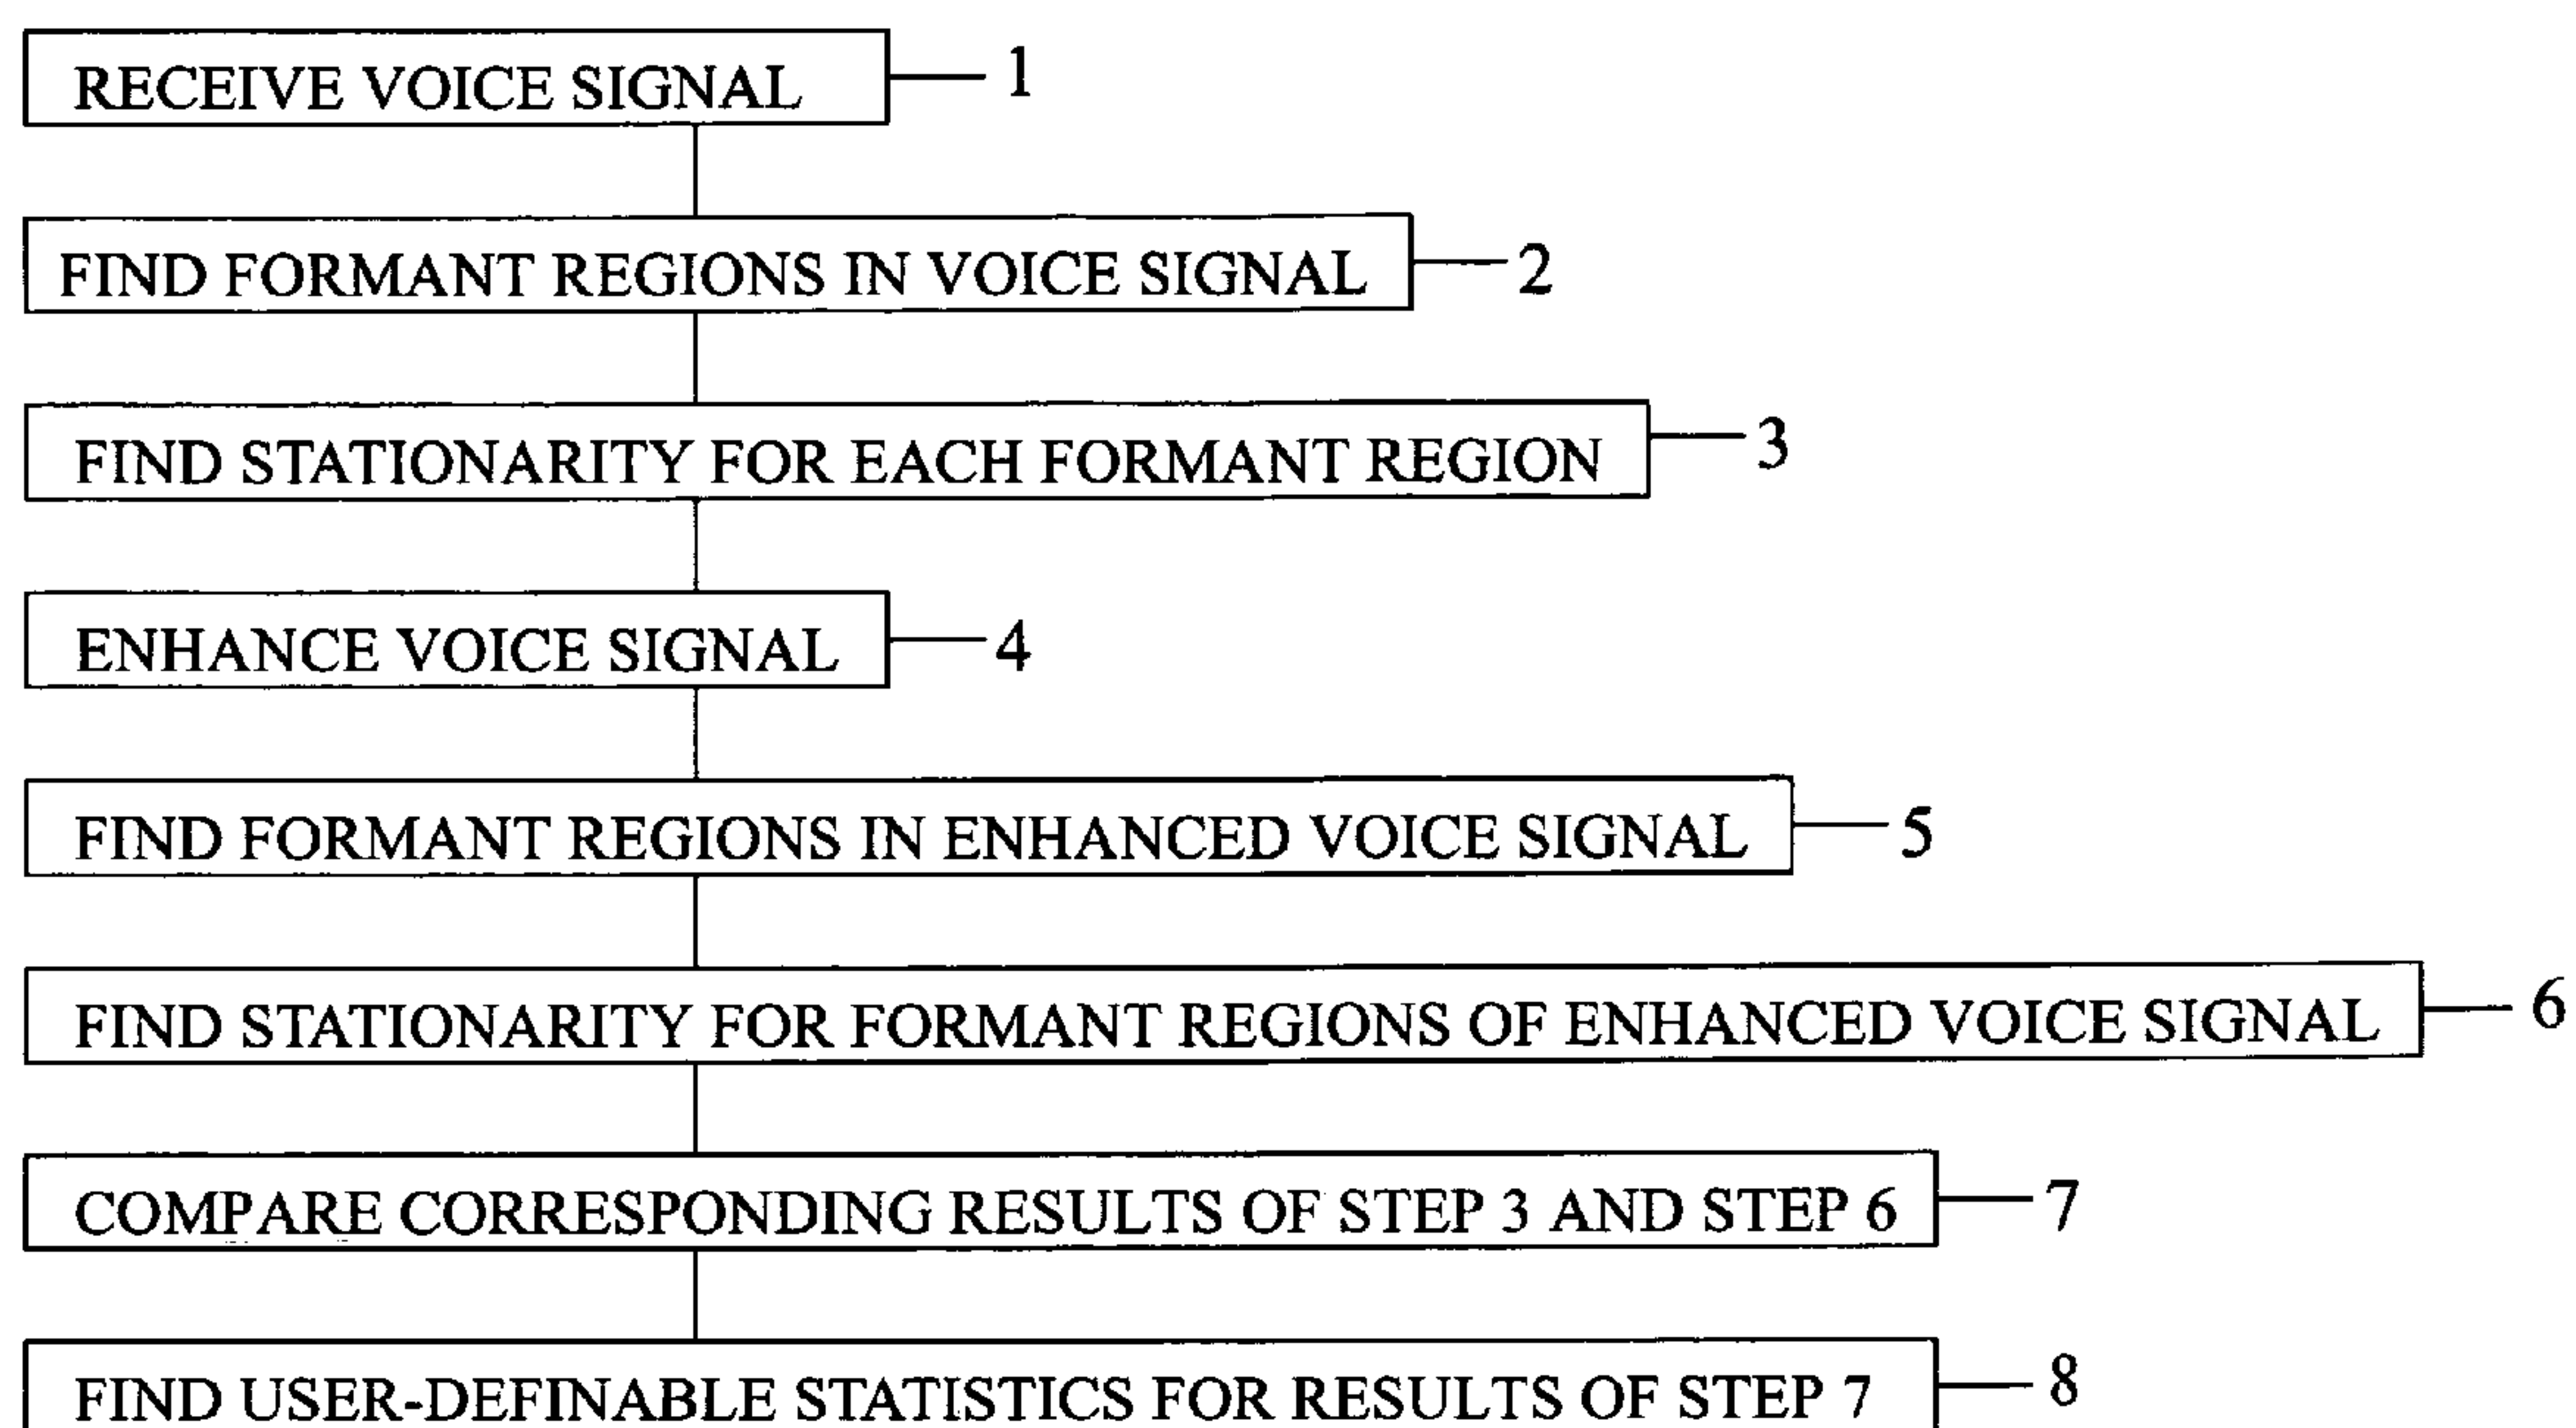 RECEIVE VOICE SIGNAL 1
FIND FORMANT REGIONS IN VOICE SIGNAL 2
FIND STATIONARITY FOR EACH FORMANT REGION 3
ENHANCE VOICE SIGNAL 4
FIND FORMANT REGIONS IN ENHANCED VOICE SIGNAL 5
FIND STATIONARITY FOR FORMANT REGIONS OF ENHANCED VOICE SIGNAL 6
COMPARE CORRESPONDING RESULTS OF STEP 3 AND STEP 6 7
FIND USER-DEFINABLE STATISTICS FOR RESULTS OF STEP 7 8